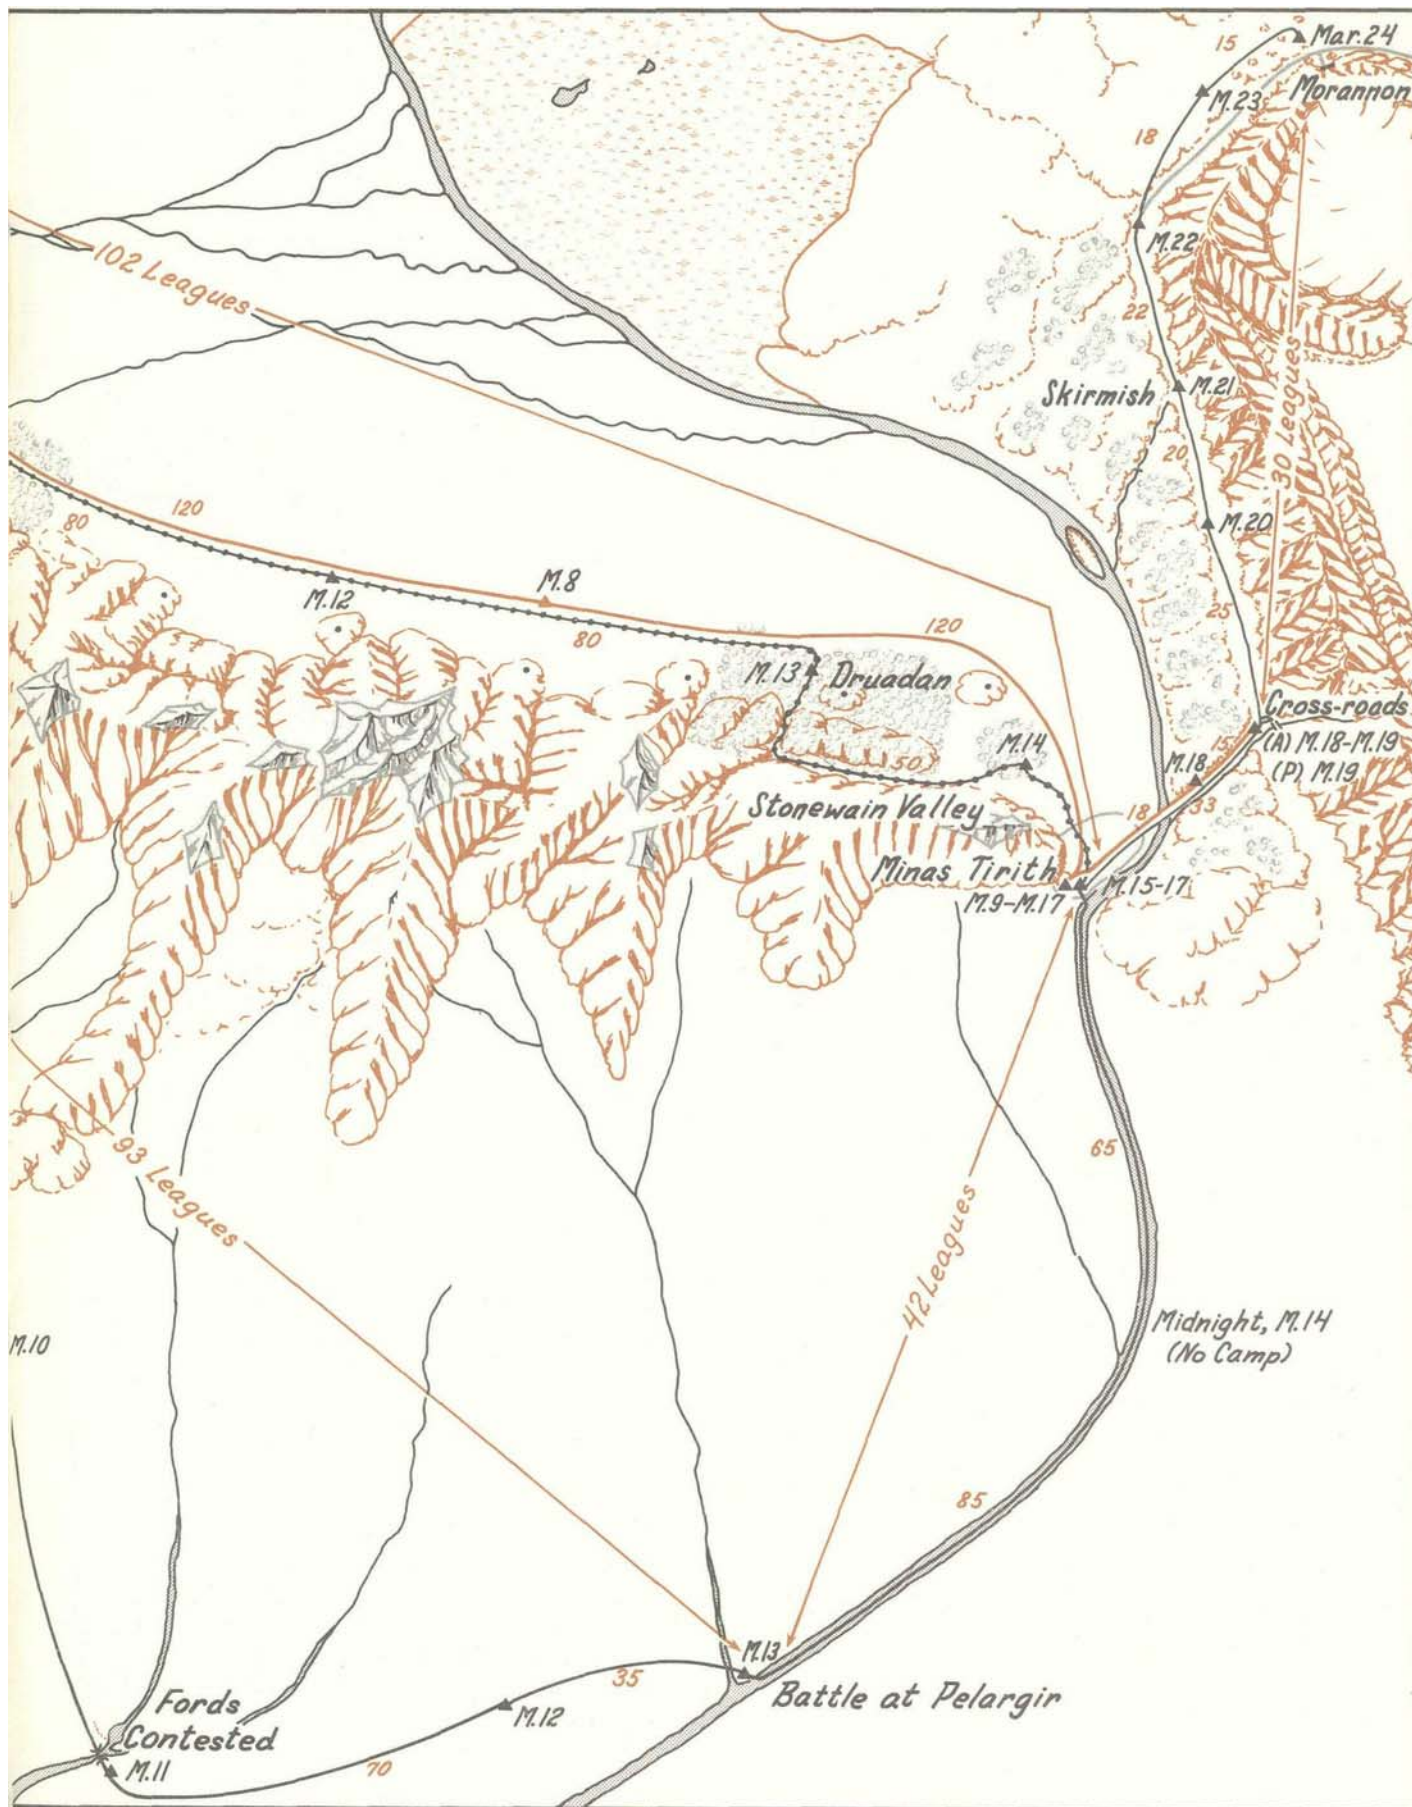 15
Mar.24
M.23
Morannon
18
M.22
102 Leagues
22
Skirmish
M.21
30 Leagues
20
80
120
M.20
M.12
M.8
80
120
25
M.13
Druadan
Cross-roads
M.14
15
(A) M.18-M.19
50
M.18
(P) M.19
Stonewain Valley
18
33
Minas Tirith
M.15-17
M.9-M.17
65
93 Leagues
42 Leagues
Midnight, M.14
(No Camp)
M.10
85
M.13
35
Battle at Pelargir
Fords
Contested
M.12
M.11
70